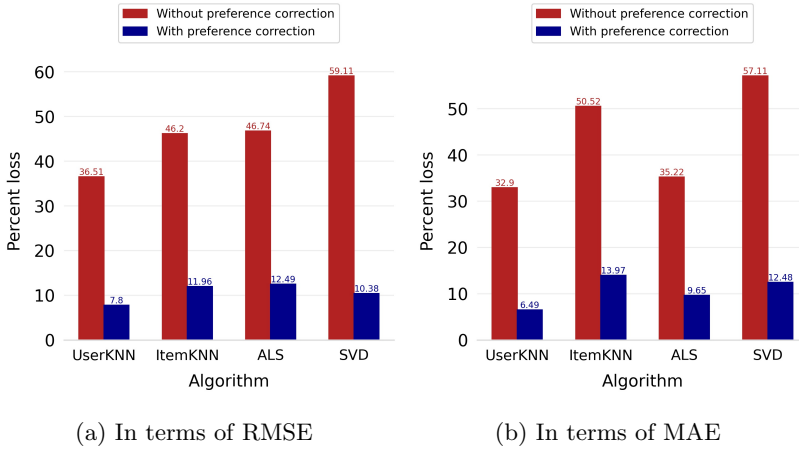 Without preference correction
With preference correction
Percent loss
60
50
40
30
20
10
0
36.51
7.8
46.2
11.96
46.74
12.49
59.11
10.38
UserKNN
ItemKNN
ALS
SVD
Algorithm
(a) In terms of RMSE
Without preference correction
With preference correction
Percent loss
50
40
30
20
10
0
32.9
6.49
50.52
13.97
35.22
9.65
57.11
12.48
UserKNN
ItemKNN
ALS
SVD
Algorithm
(b) In terms of MAE